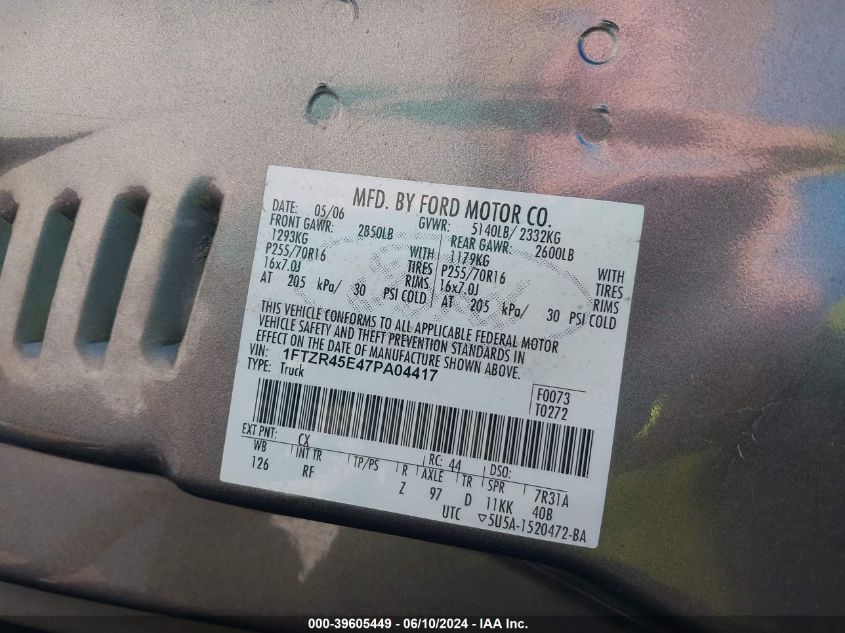 MFD. BY FORD MOTOR CO.
DATE: 05/06 GVWR: 5140LB/ 2332KG
FRONT GAWR: 2850LB REAR GAWR: 2600LB
1293KG WITH 1179KG WITH
P255/70R16 TIRES P255/70R16 TIRES
16x7.0J RIMS 16x7.0J RIMS
AT 205 kPa/ 30 PSI COLD AT 205 kPa/ 30 PSI COLD
THIS VEHICLE CONFORMS TO ALL APPLICABLE FEDERAL MOTOR
VEHICLE SAFETY AND THEFT PREVENTION STANDARDS IN
EFFECT ON THE DATE OF MANUFACTURE SHOWN ABOVE.
VIN: 1FTZR45E47PA04417
TYPE: Truck
F0073
T0272
EXT PNT: CX RC: 44 DSO:
WB INT TR TP/PS R AXLE TR SPR 7R31A
126 RF Z 97 D 11KK 40B
UTC ▽5U5A-1520472-BA
000-39605449 - 06/10/2024 - IAA Inc.